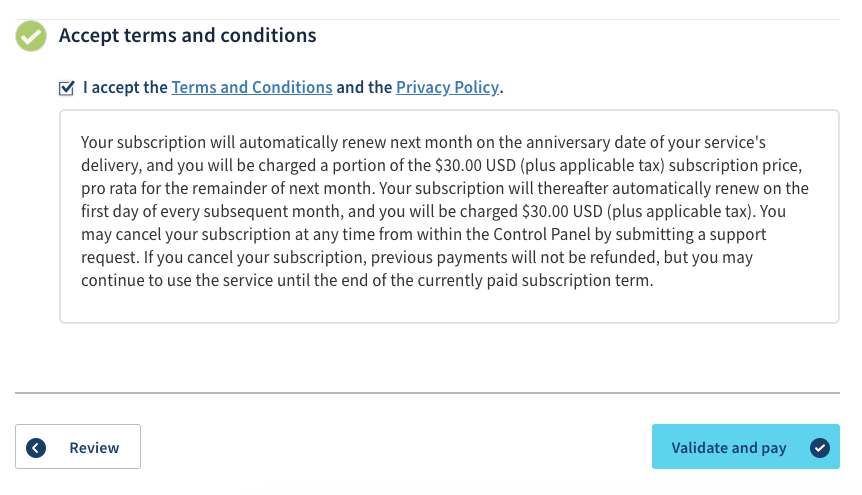 Accept terms and conditions
I accept the Terms and Conditions and the Privacy Policy.
Your subscription will automatically renew next month on the anniversary date of your service's
delivery, and you will be charged a portion of the $30.00 USD (plus applicable tax) subscription price,
pro rata for the remainder of next month. Your subscription will thereafter automatically renew on the
first day of every subsequent month, and you will be charged $30.00 USD (plus applicable tax). You
may cancel your subscription at any time from within the Control Panel by submitting a support
request. If you cancel your subscription, previous payments will not be refunded, but you may
continue to use the service until the end of the currently paid subscription term.
Review
Validate and pay